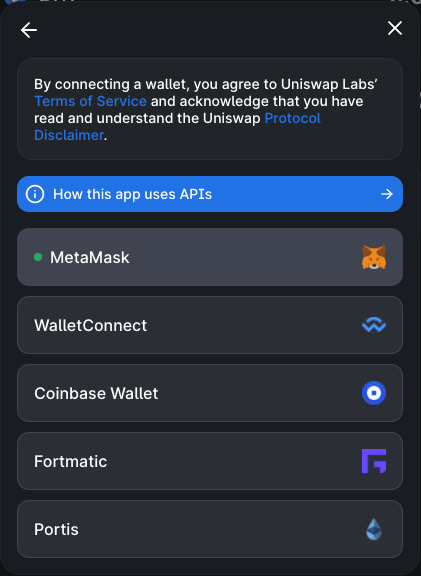 By connecting a wallet, you agree to Uniswap Labs’
Terms of Service and acknowledge that you have
read and understand the Uniswap Protocol
Disclaimer.
How this app uses APIs
MetaMask
WalletConnect
Coinbase Wallet
Fortmatic
Portis